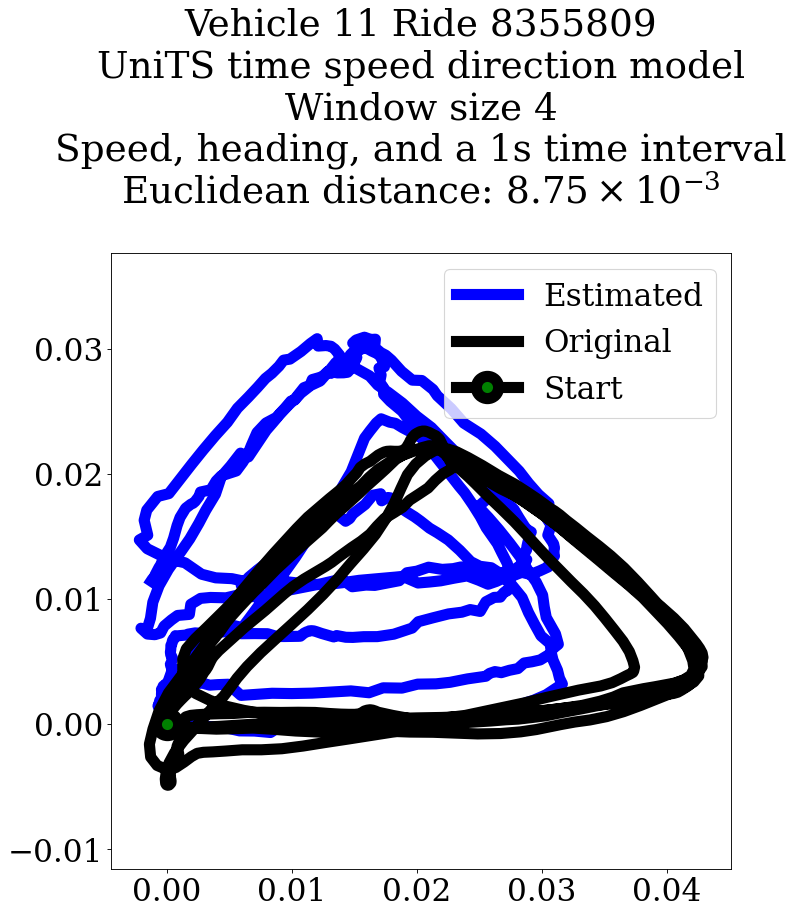 Vehicle 11 Ride 8355809
UniTS time speed direction model
Window size 4
Speed, heading, and a 1s time interval
Euclidean distance: 8.75 × 10⁻³
Estimated
Original
Start
0.03
0.02
0.01
0.00
−0.01
0.00 0.01 0.02 0.03 0.04